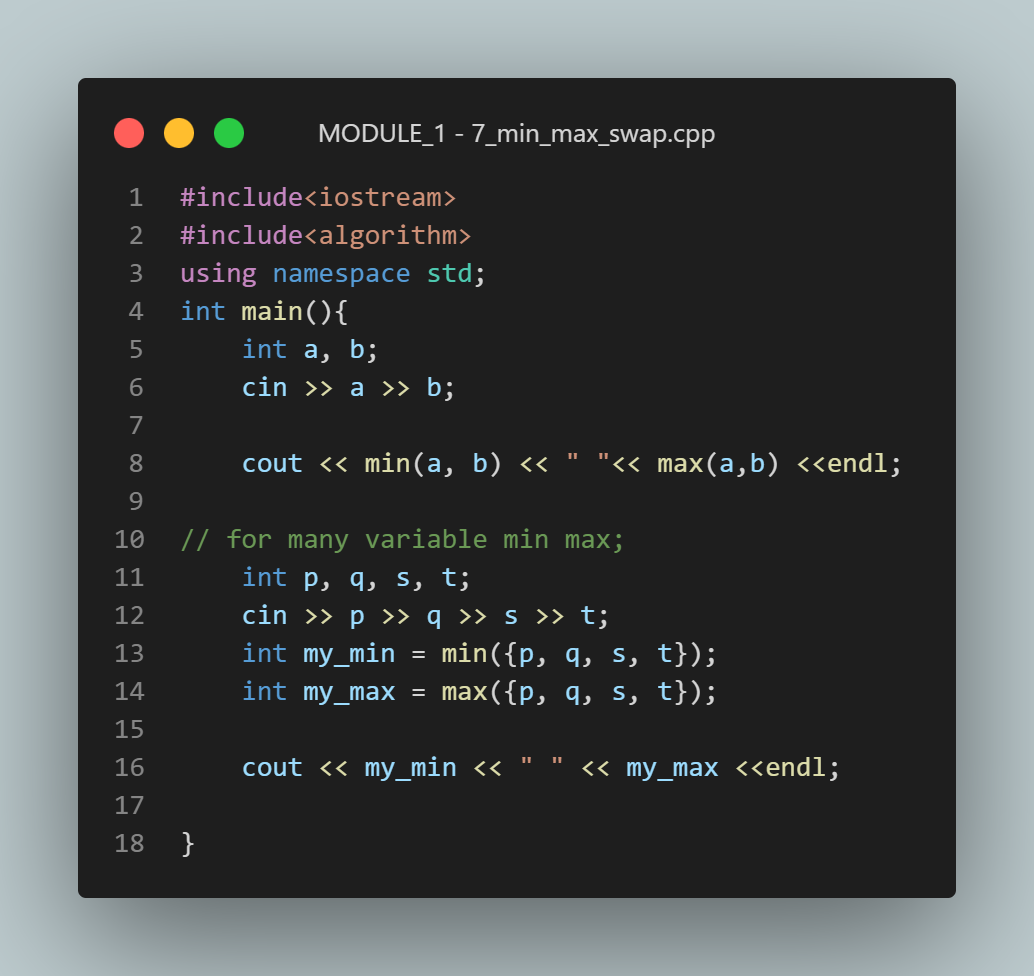 MODULE_1 - 7_min_max_swap.cpp
1 #include<iostream>
2 #include<algorithm>
3 using namespace std;
4 int main(){
5     int a, b;
6     cin >> a >> b;
7
8     cout << min(a, b) << " "<< max(a,b) <<endl;
9
10 // for many variable min max;
11     int p, q, s, t;
12     cin >> p >> q >> s >> t;
13     int my_min = min({p, q, s, t});
14     int my_max = max({p, q, s, t});
15
16     cout << my_min << " " << my_max <<endl;
17
18 }